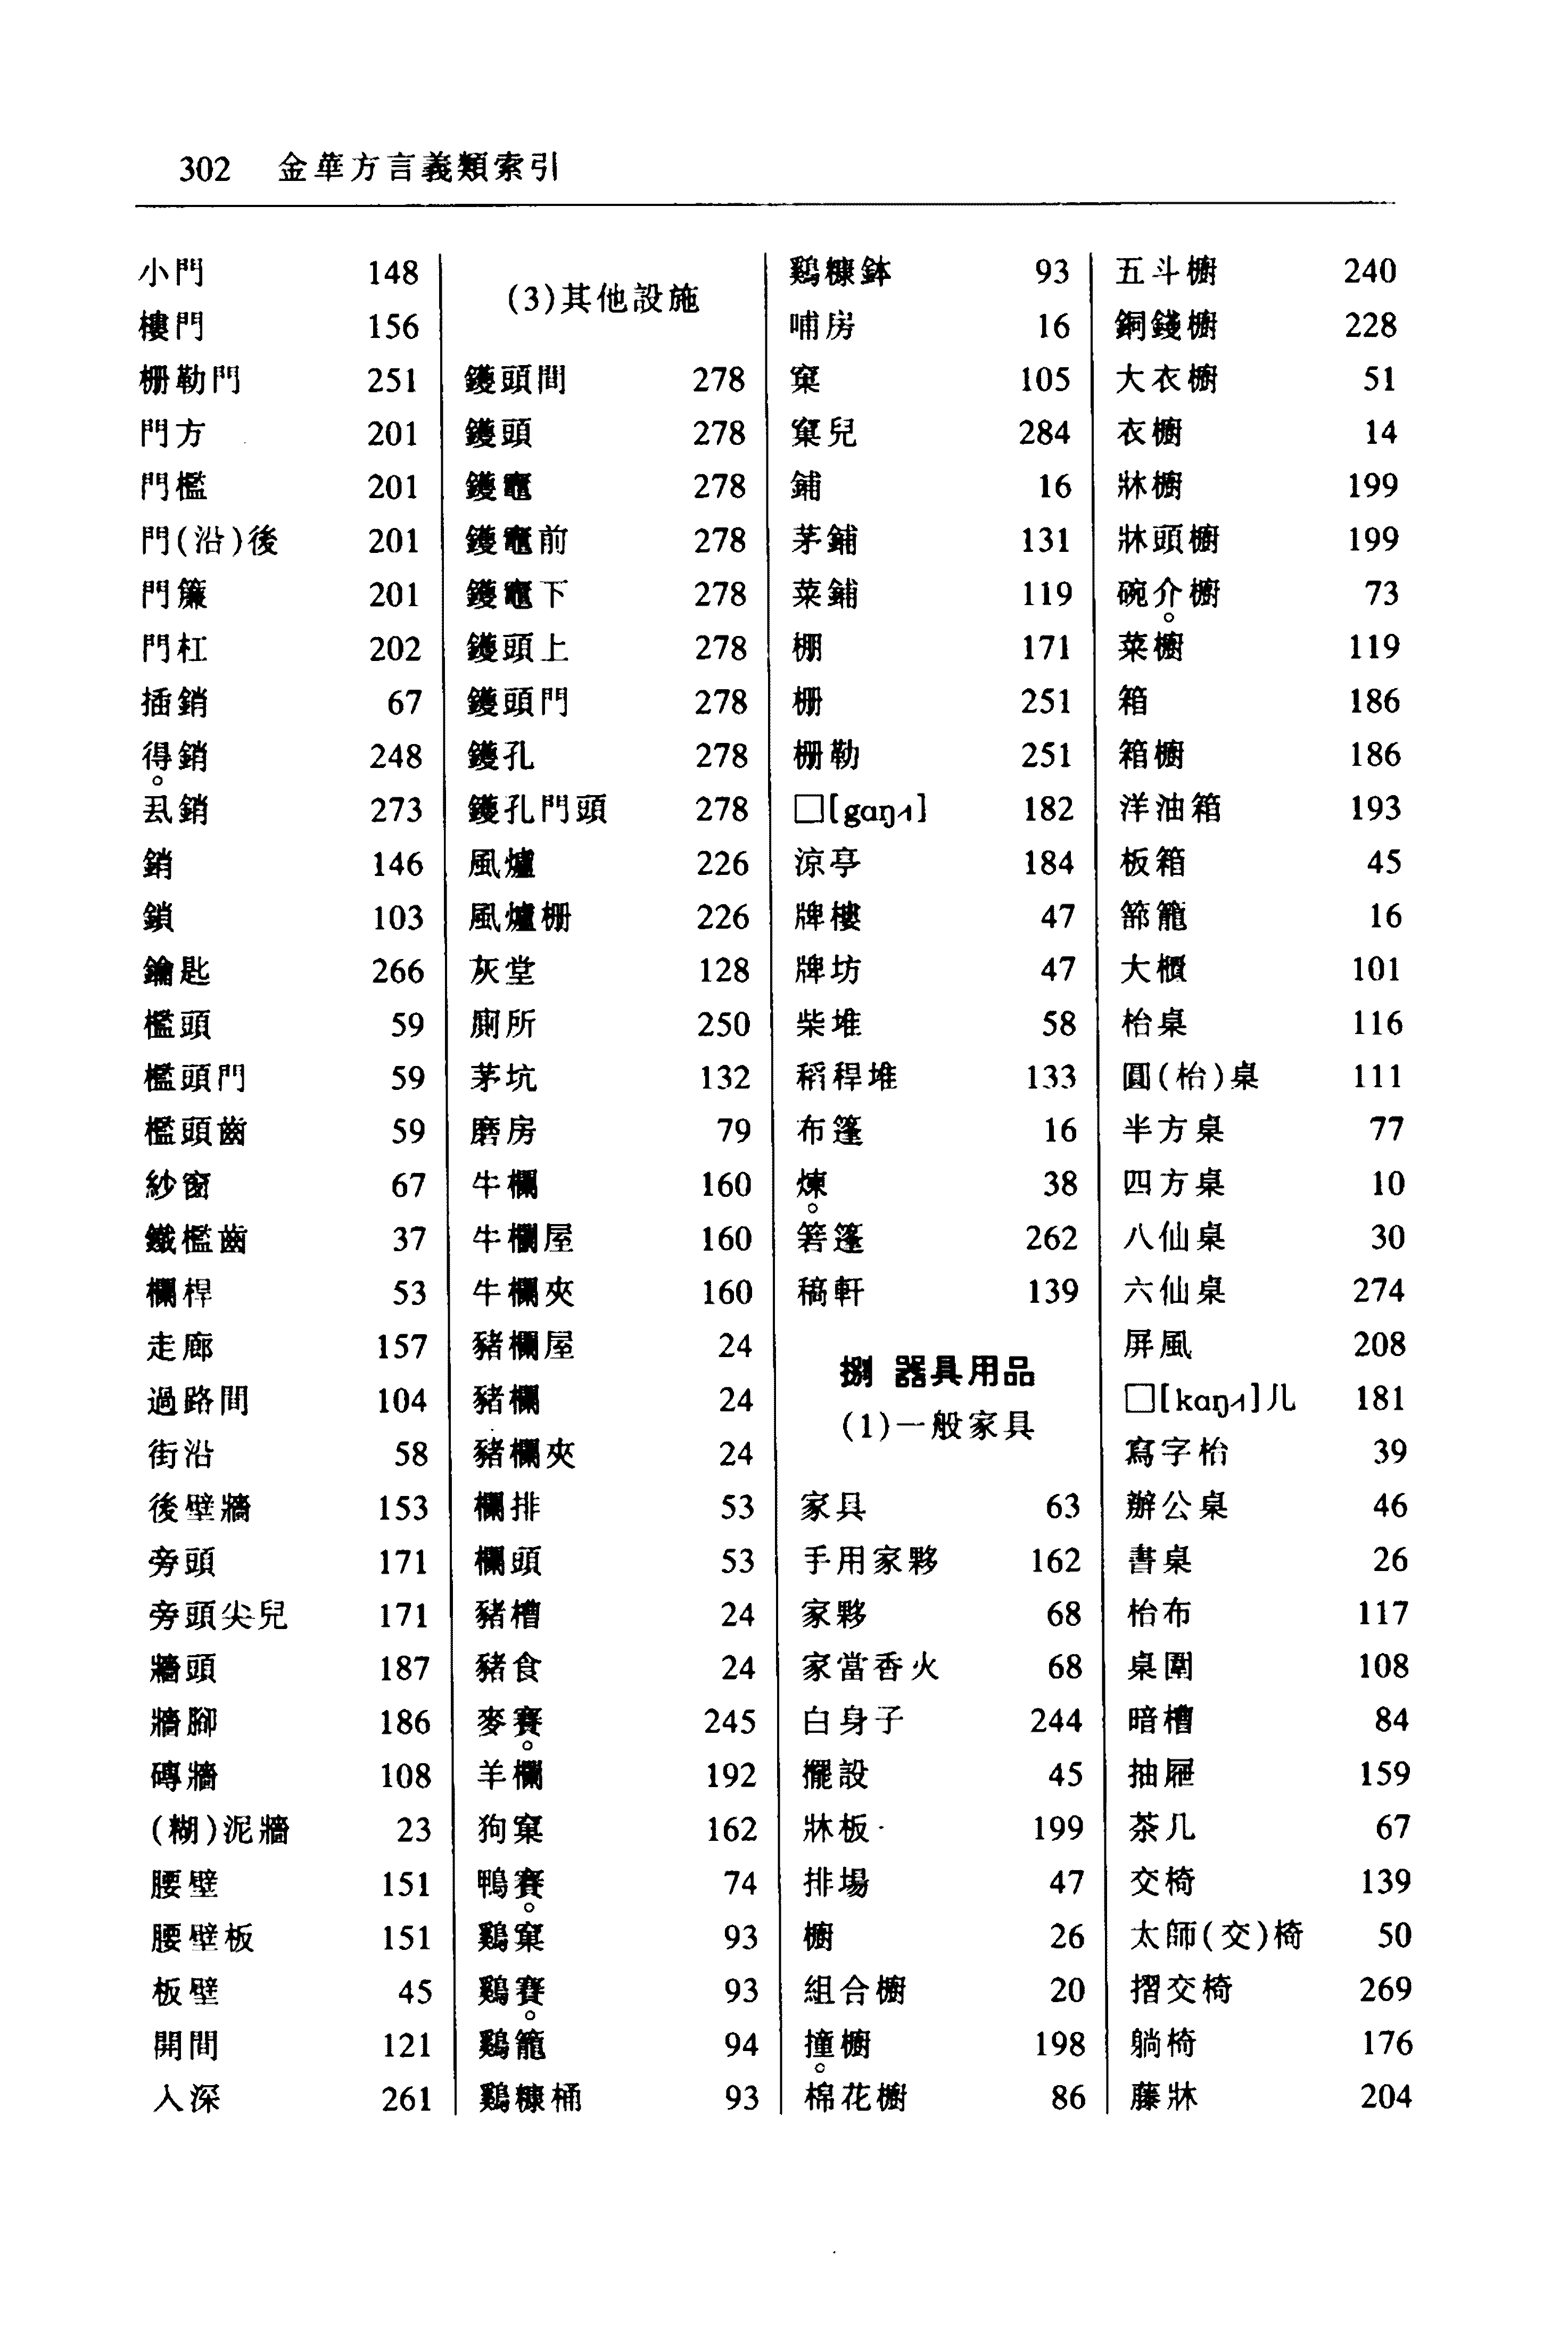 302 金華方言義類索引
小門 148
樓門 156
栅勒門 251
門方 201
門檻 201
門(沿)後 201
門簾 201
門杠 202
插銷 67
得銷 248
銷 273
銷 146
鎖 103
鑰匙 266
檻頭 59
檻頭門 59
檻頭齒 59
紗窗 67
鐵檻齒 37
欄桿 53
走廊 157
過路間 104
街沿 58
後壁牆 153
旁頭 171
旁頭尖兒 171
牆頭 187
牆腳 186
磚牆 108
(糊)泥牆 23
腰壁 151
腰壁板 151
板壁 45
開間 121
入深 261
(3)其他設施
鑊頭間 278
鑊頭 278
鑊竈 278
鑊竈前 278
鑊竈下 278
鑊頭上 278
鑊頭門 278
鑊孔 278
鑊孔門頭 278
風爐 226
風爐栅 226
灰堂 128
廁所 250
茅坑 132
磨房 79
牛欄 160
牛欄屋 160
牛欄夾 160
豬欄屋 24
豬欄 24
豬欄夾 24
欄排 53
欄頭 53
豬槽 24
豬食 24
麥賽 245
羊欄 192
狗窠 162
鴨賽 74
鷄窠 93
鷄賽 93
鷄籠 94
鷄糠桶 93
鷄糠鉢 93
哺房 16
窠 105
窠兒 284
鋪 16
茅鋪 131
菜鋪 119
棚 171
栅 251
栅勒 251
□[gɑŋ˧˥] 182
涼亭 184
牌樓 47
牌坊 47
柴堆 58
稻稈堆 133
布篷 16
煉 38
箬篷 262
稿軒 139
捌 器具用品
(1)一般家具
家具 63
手用家夥 162
家夥 68
家當香火 68
白身子 244
擺設 45
牀板 199
排場 47
櫥 26
組合櫥 20
撞櫥 198
棉花櫥 86
五斗櫥 240
銅錢櫥 228
大衣櫥 51
衣櫥 14
牀櫥 199
牀頭櫥 199
碗介櫥 73
菜櫥 119
箱 186
箱櫥 186
洋油箱 193
板箱 45
篰籠 16
大櫃 101
枱桌 116
圓(枱)桌 111
半方桌 77
四方桌 10
八仙桌 30
六仙桌 274
屏風 208
□[kɑŋ˧˥]儿 181
寫字枱 39
辦公桌 46
書桌 26
枱布 117
桌圍 108
暗槽 84
抽屜 159
茶几 67
交椅 139
太師(交)椅 50
摺交椅 269
躺椅 176
藤牀 204